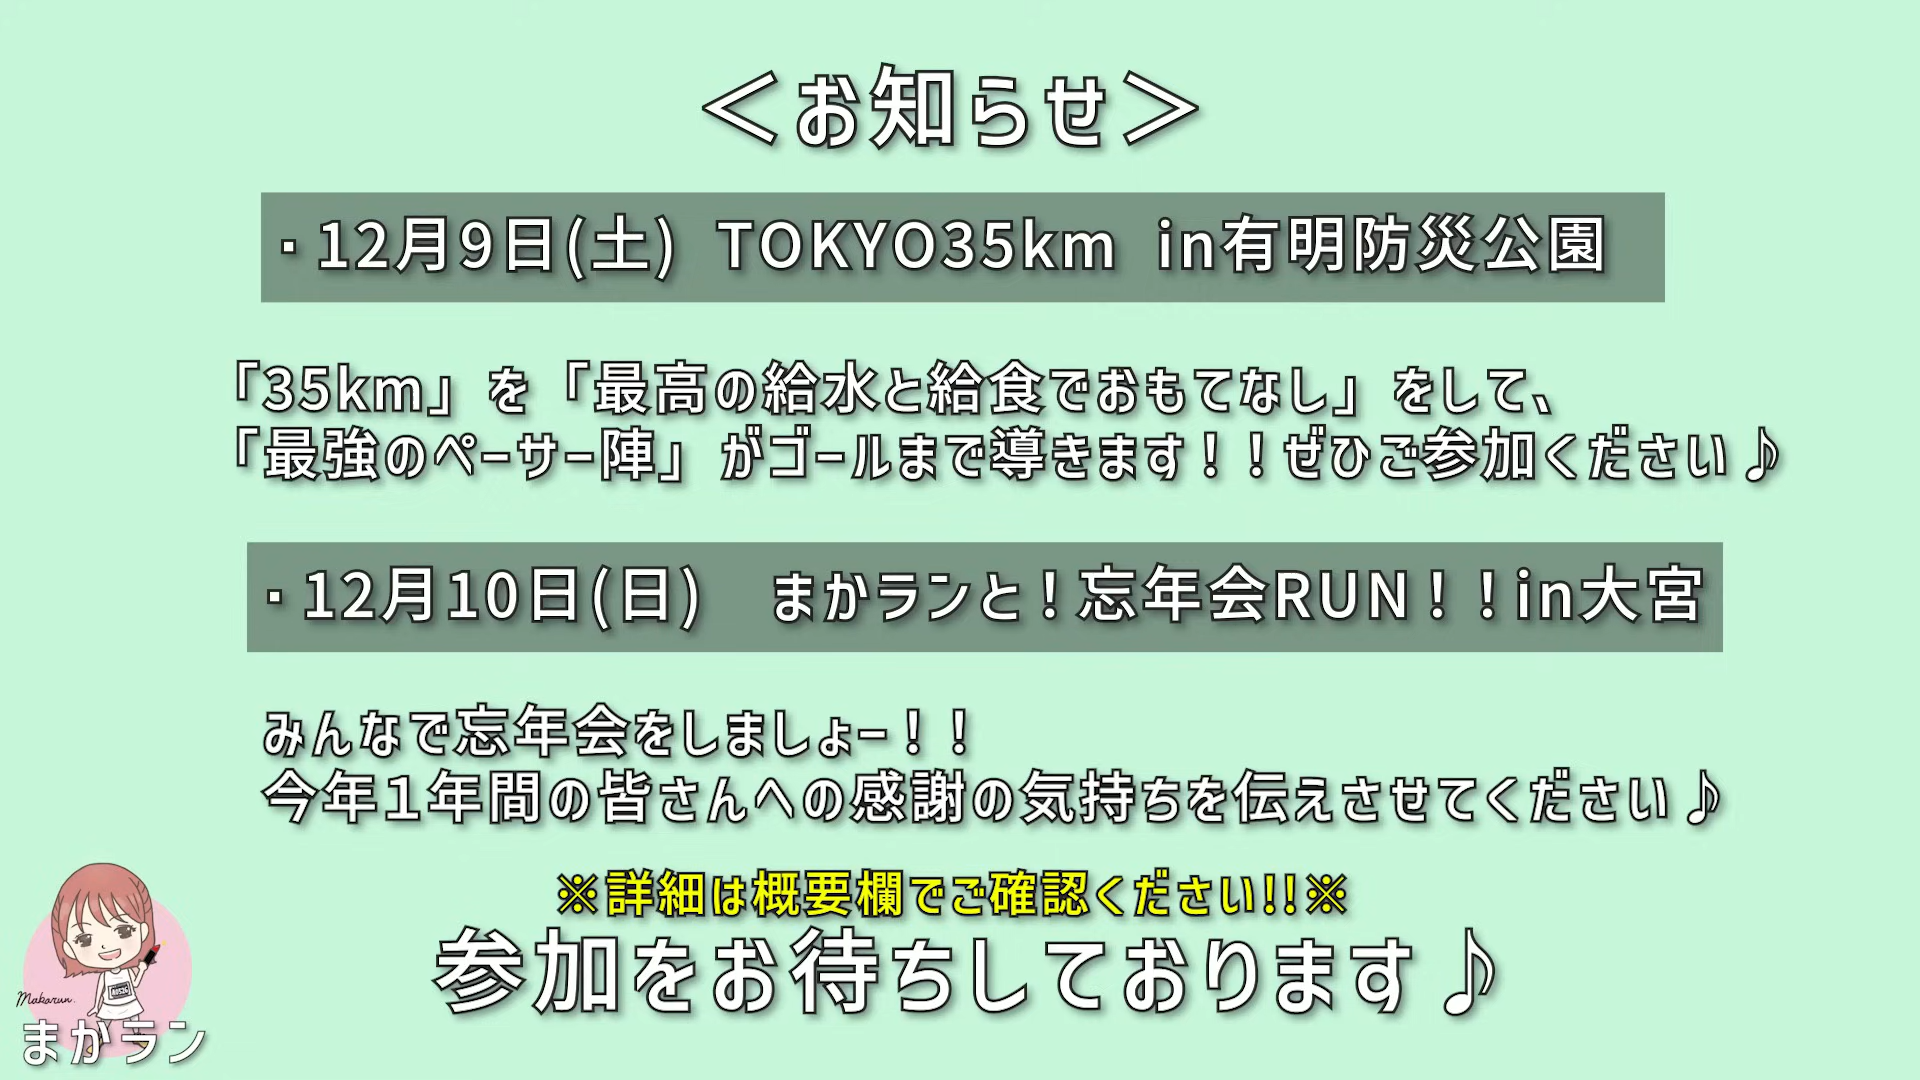 ＜お知らせ＞
・12月9日(土) TOKYO35km in有明防災公園
「35km」を「最高の給水と給食でおもてなし」をして、
「最強のペーサー陣」がゴールまで導きます！！ぜひご参加ください♪
・12月10日(日)　まかランと！忘年会RUN！！in大宮
みんなで忘年会をしましょー！！
今年１年間の皆さんへの感謝の気持ちを伝えさせてください♪
※詳細は概要欄でご確認ください!!※
参加をお待ちしております♪
Makarun.
まかラン